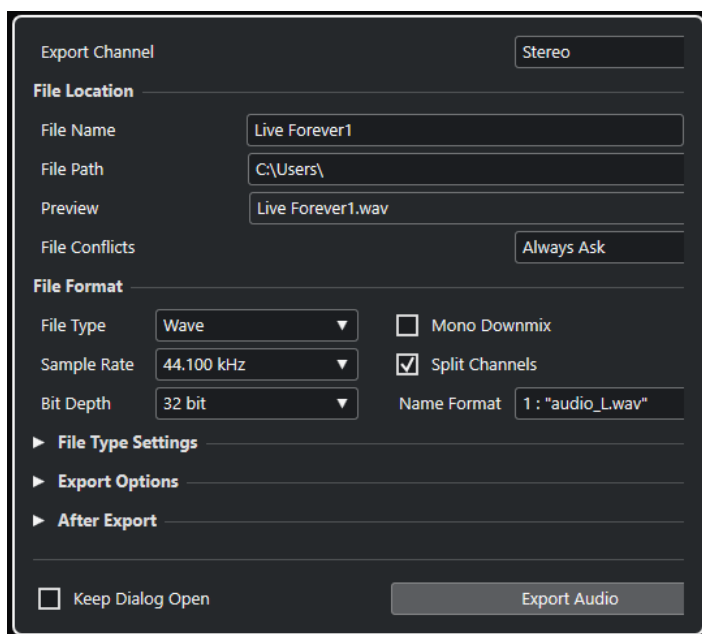 Export Channel Stereo
File Location
File Name Live Forever1
File Path C:\Users\
Preview Live Forever1.wav
File Conflicts Always Ask
File Format
File Type Wave Mono Downmix
Sample Rate 44.100 kHz Split Channels
Bit Depth 32 bit Name Format 1 : "audio_L.wav"
File Type Settings
Export Options
After Export
Keep Dialog Open Export Audio